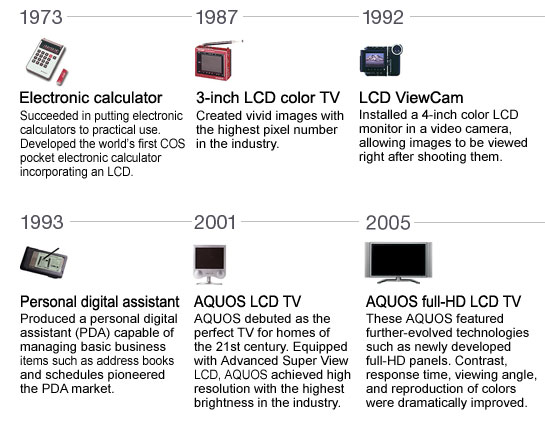 1973
1987
1992
Electronic calculator
Succeeded in putting electronic
calculators to practical use.
Developed the world's first COS
pocket electronic calculator
incorporating an LCD.
3-inch LCD color TV
Created vivid images with
the highest pixel number
in the industry.
LCD ViewCam
Installed a 4-inch color LCD
monitor in a video camera,
allowing images to be viewed
right after shooting them.
1993
2001
2005
Personal digital assistant
Produced a personal digital
assistant (PDA) capable of
managing basic business
items such as address books
and schedules pioneered
the PDA market.
AQUOS LCD TV
AQUOS debuted as the
perfect TV for homes of
the 21st century. Equipped
with Advanced Super View
LCD, AQUOS achieved high
resolution with the highest
brightness in the industry.
AQUOS full-HD LCD TV
These AQUOS featured
further-evolved technologies
such as newly developed
full-HD panels. Contrast,
response time, viewing angle,
and reproduction of colors
were dramatically improved.